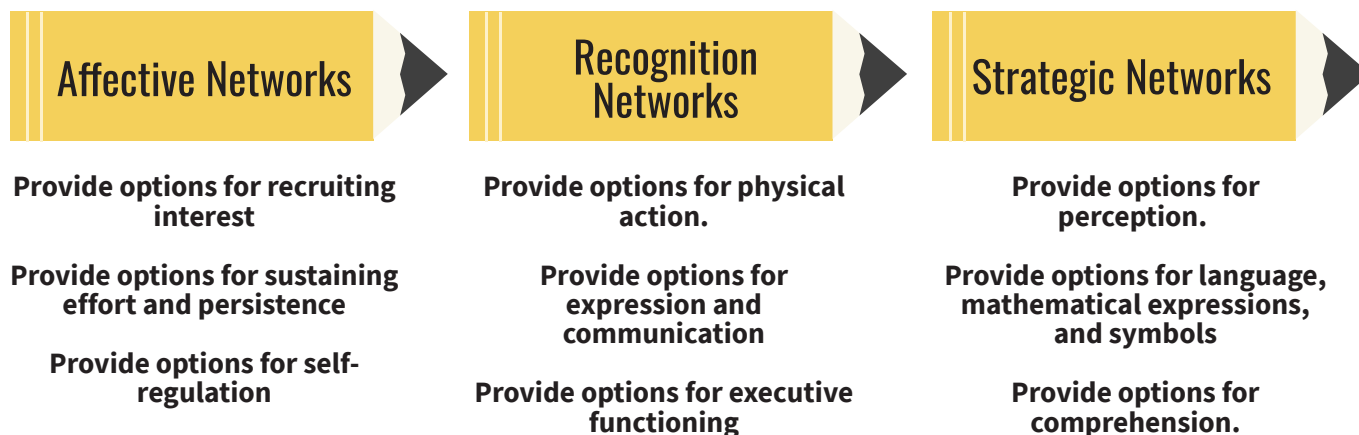 Affective Networks
Provide options for recruiting
interest
Provide options for sustaining
effort and persistence
Provide options for self-
regulation
Recognition
Networks
Provide options for physical
action.
Provide options for
expression and
communication
Provide options for executive
functioning
Strategic Networks
Provide options for
perception.
Provide options for language,
mathematical expressions,
and symbols
Provide options for
comprehension.